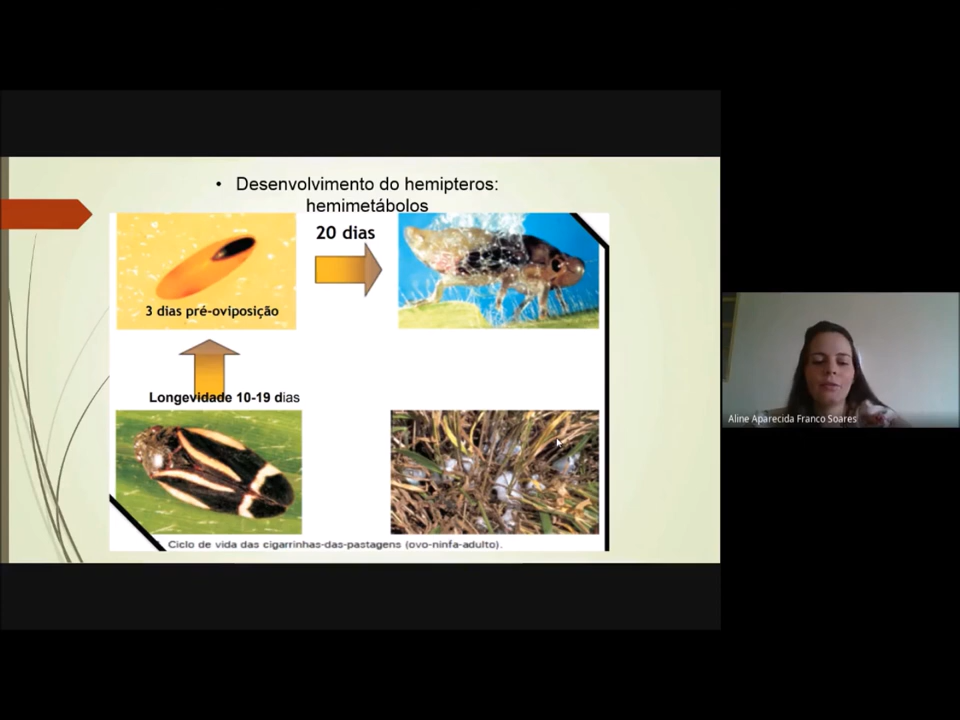 • Desenvolvimento do hemipteros:
hemimetábolos
20 dias
3 dias pré-oviposição
Longevidade 10-19 dias
Ciclo de vida das cigarrinhas-das-pastagens (ovo-ninfa-adulto).
Aline Aparecida Franco Soares